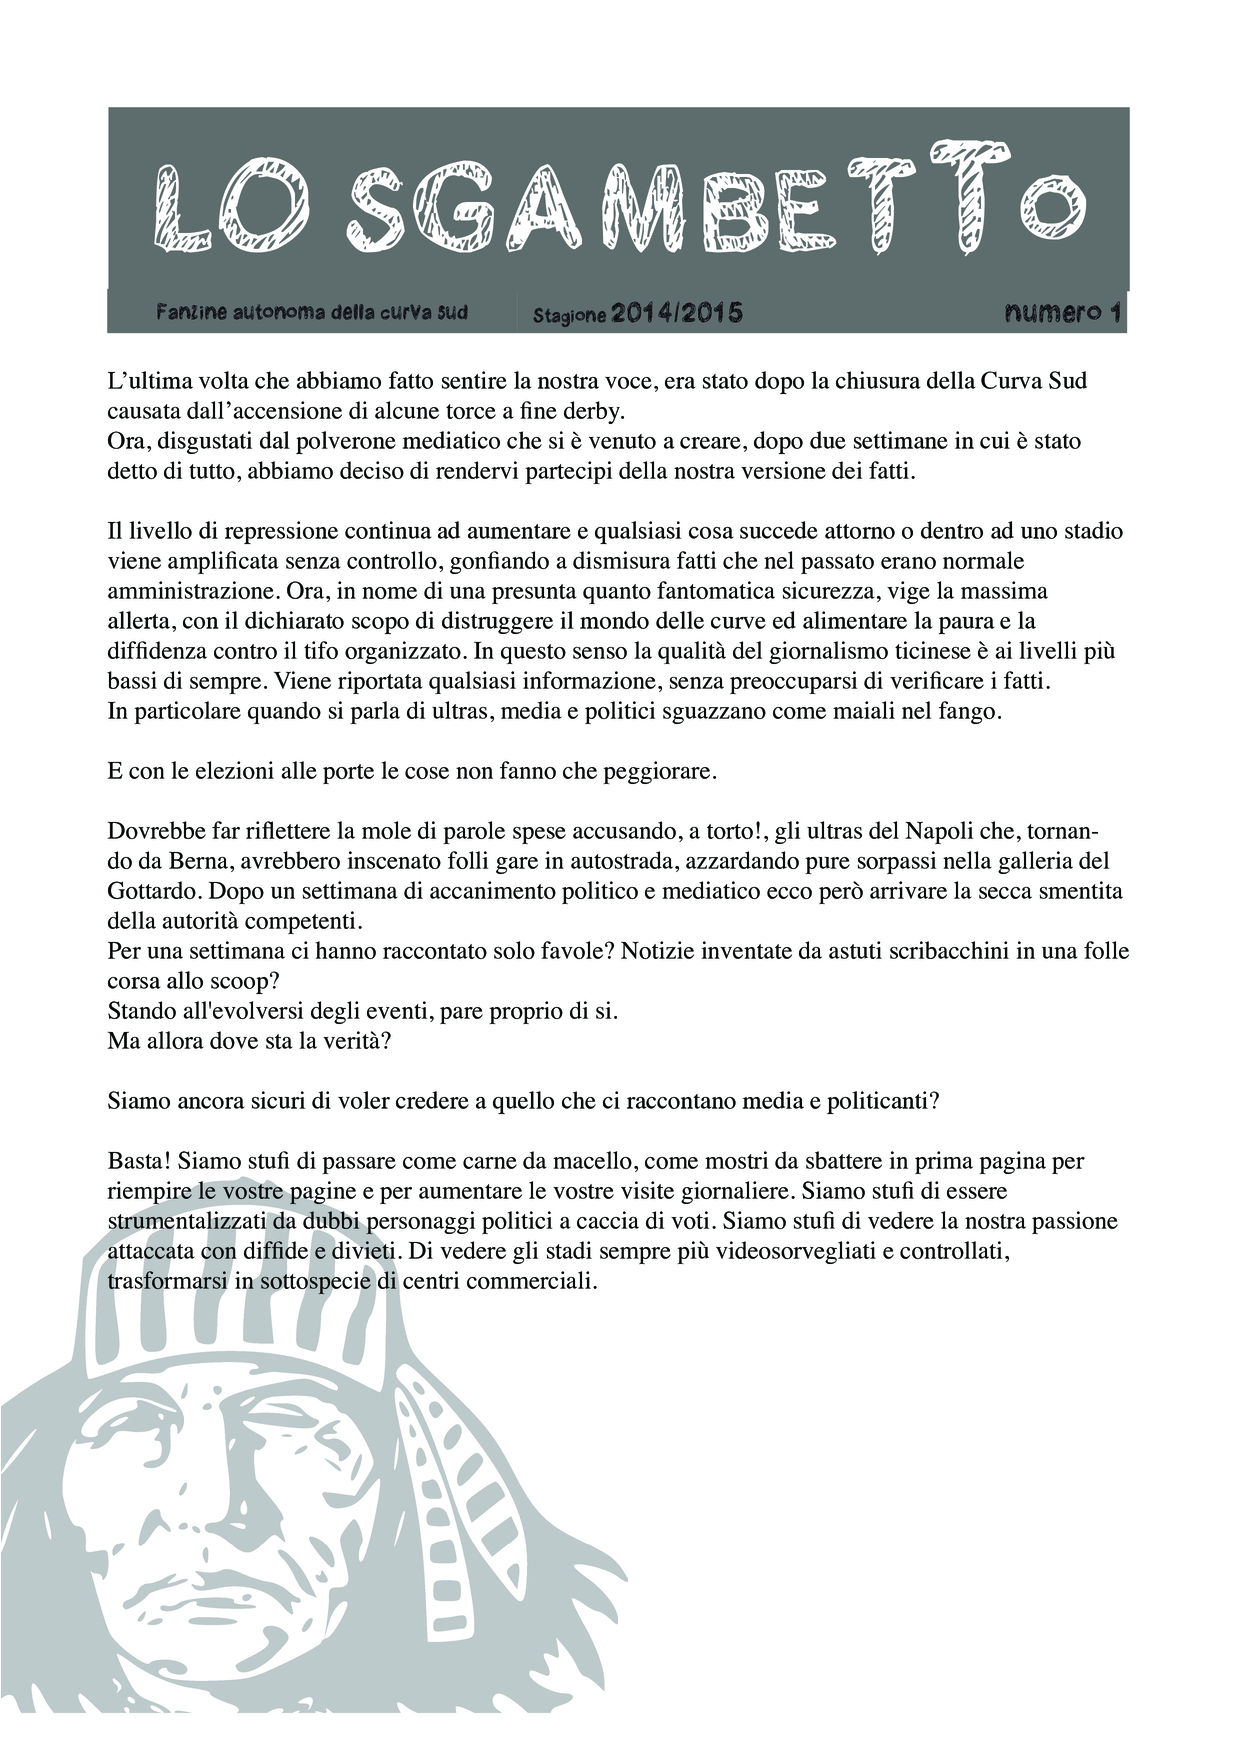 LO SGAMBETTO
Fanzine autonoma della curva sud Stagione 2014/2015 numero 1
L’ultima volta che abbiamo fatto sentire la nostra voce, era stato dopo la chiusura della Curva Sud
causata dall’accensione di alcune torce a fine derby.
Ora, disgustati dal polverone mediatico che si è venuto a creare, dopo due settimane in cui è stato
detto di tutto, abbiamo deciso di rendervi partecipi della nostra versione dei fatti.
Il livello di repressione continua ad aumentare e qualsiasi cosa succede attorno o dentro ad uno stadio
viene amplificata senza controllo, gonfiando a dismisura fatti che nel passato erano normale
amministrazione. Ora, in nome di una presunta quanto fantomatica sicurezza, vige la massima
allerta, con il dichiarato scopo di distruggere il mondo delle curve ed alimentare la paura e la
diffidenza contro il tifo organizzato. In questo senso la qualità del giornalismo ticinese è ai livelli più
bassi di sempre. Viene riportata qualsiasi informazione, senza preoccuparsi di verificare i fatti.
In particolare quando si parla di ultras, media e politici sguazzano come maiali nel fango.
E con le elezioni alle porte le cose non fanno che peggiorare.
Dovrebbe far riflettere la mole di parole spese accusando, a torto!, gli ultras del Napoli che, tornan-
do da Berna, avrebbero inscenato folli gare in autostrada, azzardando pure sorpassi nella galleria del
Gottardo. Dopo un settimana di accanimento politico e mediatico ecco però arrivare la secca smentita
della autorità competenti.
Per una settimana ci hanno raccontato solo favole? Notizie inventate da astuti scribacchini in una folle
corsa allo scoop?
Stando all'evolversi degli eventi, pare proprio di si.
Ma allora dove sta la verità?
Siamo ancora sicuri di voler credere a quello che ci raccontano media e politicanti?
Basta! Siamo stufi di passare come carne da macello, come mostri da sbattere in prima pagina per
riempire le vostre pagine e per aumentare le vostre visite giornaliere. Siamo stufi di essere
strumentalizzati da dubbi personaggi politici a caccia di voti. Siamo stufi di vedere la nostra passione
attaccata con diffide e divieti. Di vedere gli stadi sempre più videosorvegliati e controllati,
trasformarsi in sottospecie di centri commerciali.